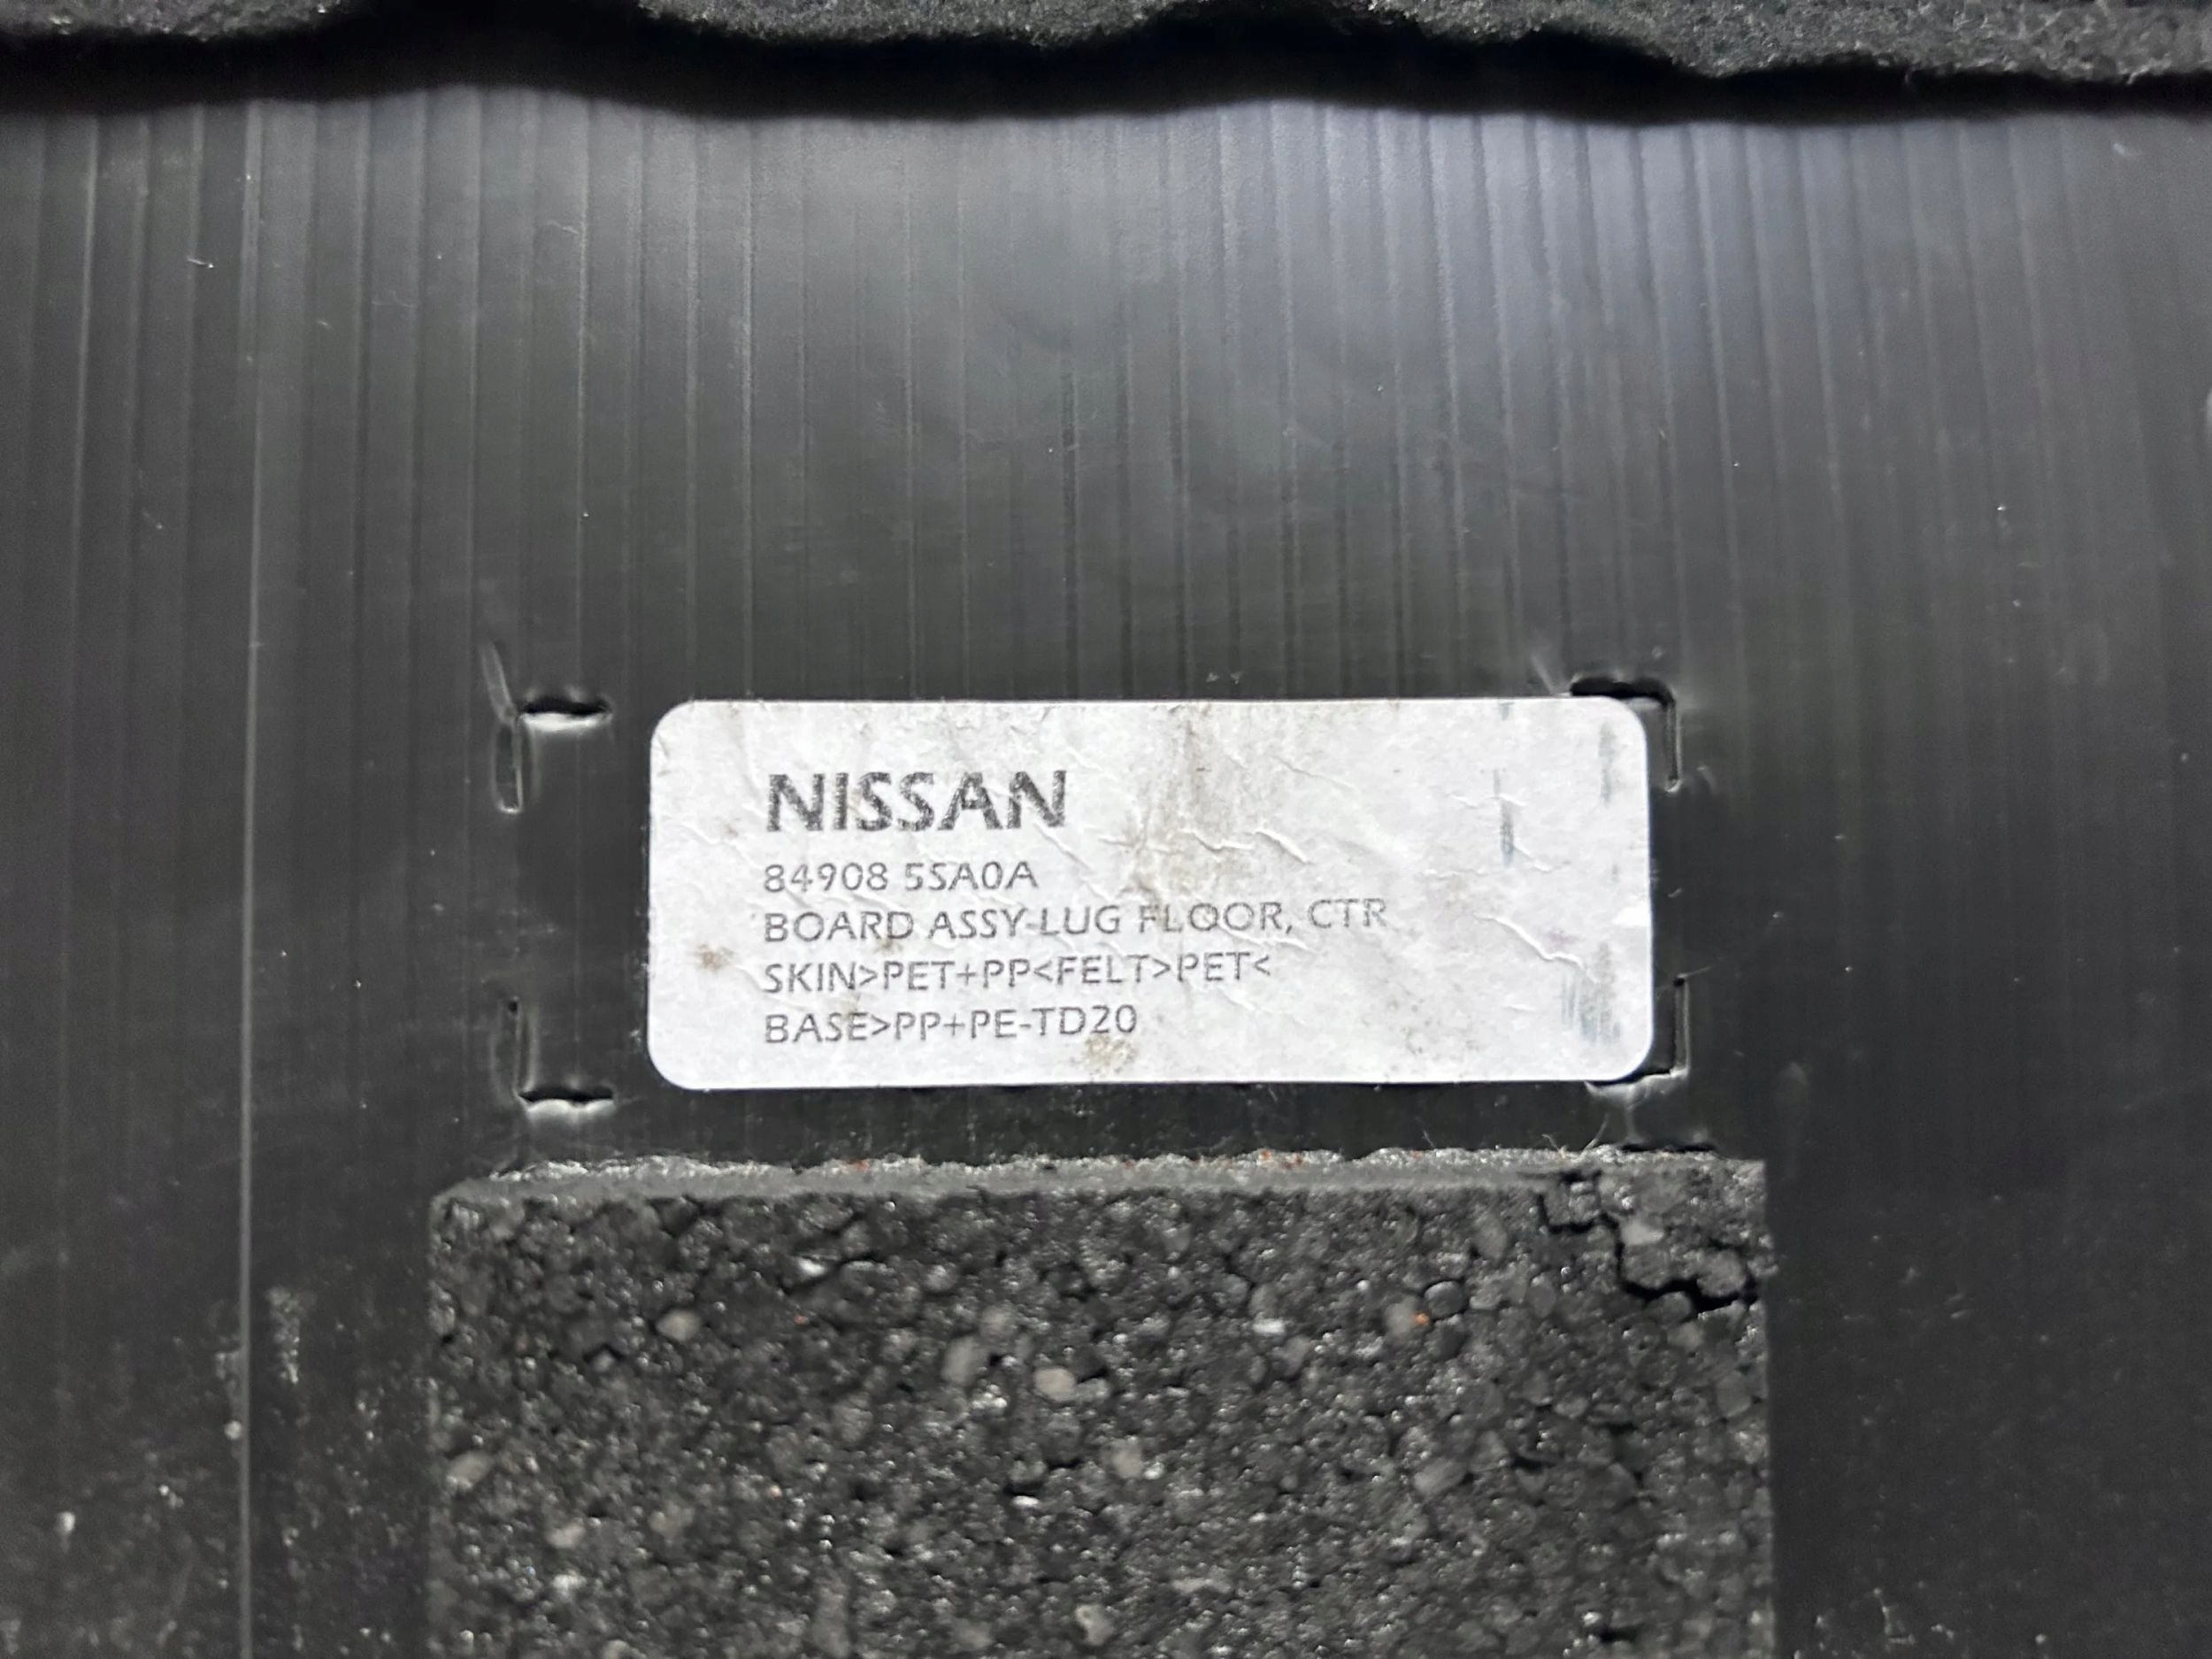 NISSAN
84908 5SA0A
BOARD ASSY-LUG FLOOR, CTR
SKIN>PET+PP<FELT>PET<
BASE>PP+PE-TD20